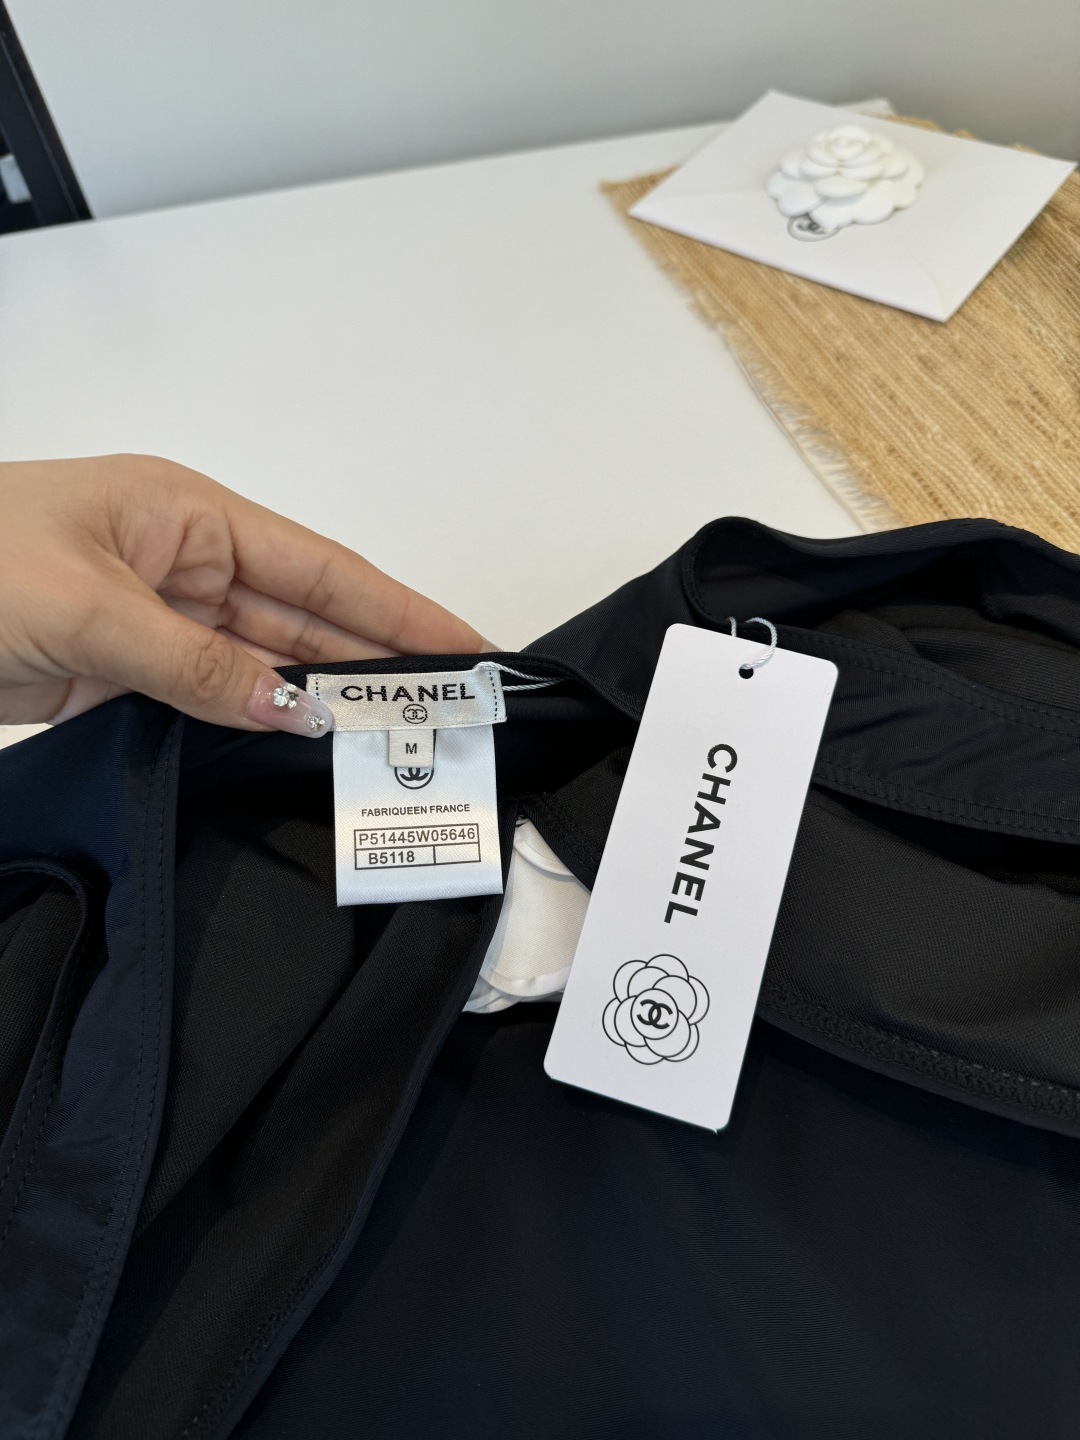 CHANEL
M
FABRIQUEEN FRANCE
P51445W05646
B5118
CHANEL